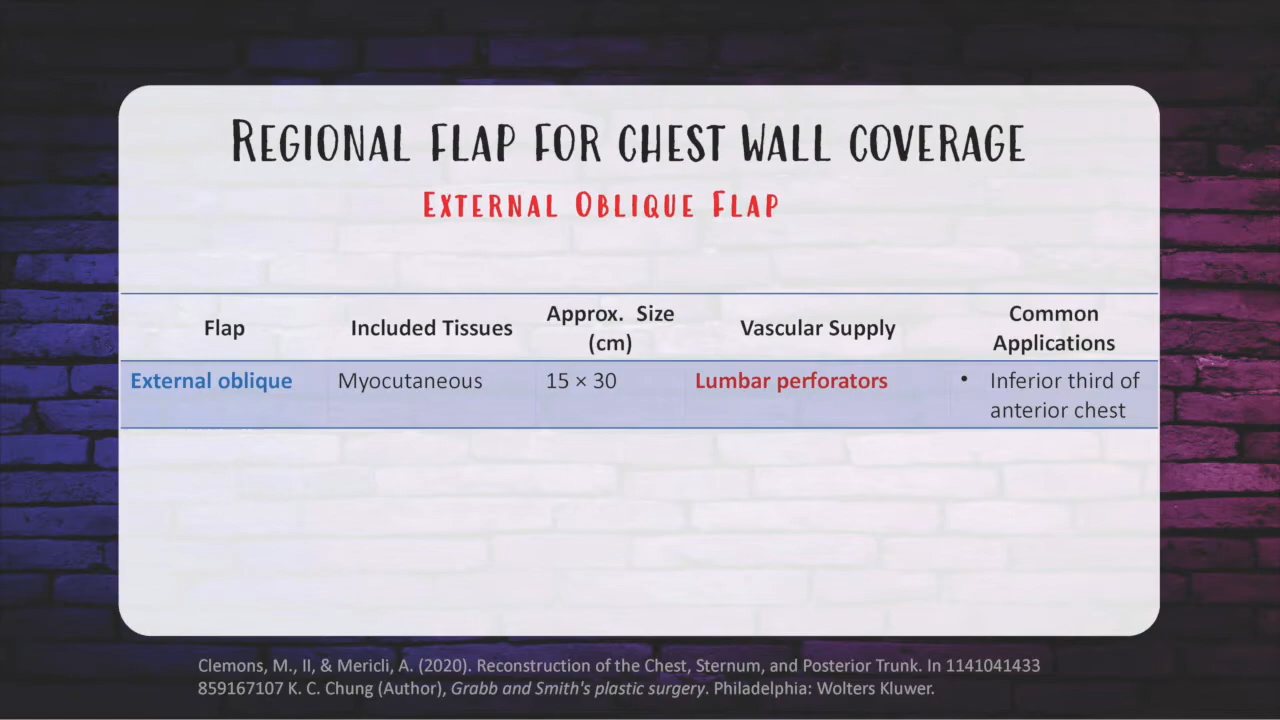 Regional flap for chest wall coverage
External Oblique Flap
Flap Included Tissues Approx. Size (cm) Vascular Supply Common Applications
External oblique Myocutaneous 15 × 30 Lumbar perforators • Inferior third of anterior chest
Clemons, M., II, & Mericli, A. (2020). Reconstruction of the Chest, Sternum, and Posterior Trunk. In 1141041433
859167107 K. C. Chung (Author), Grabb and Smith's plastic surgery. Philadelphia: Wolters Kluwer.